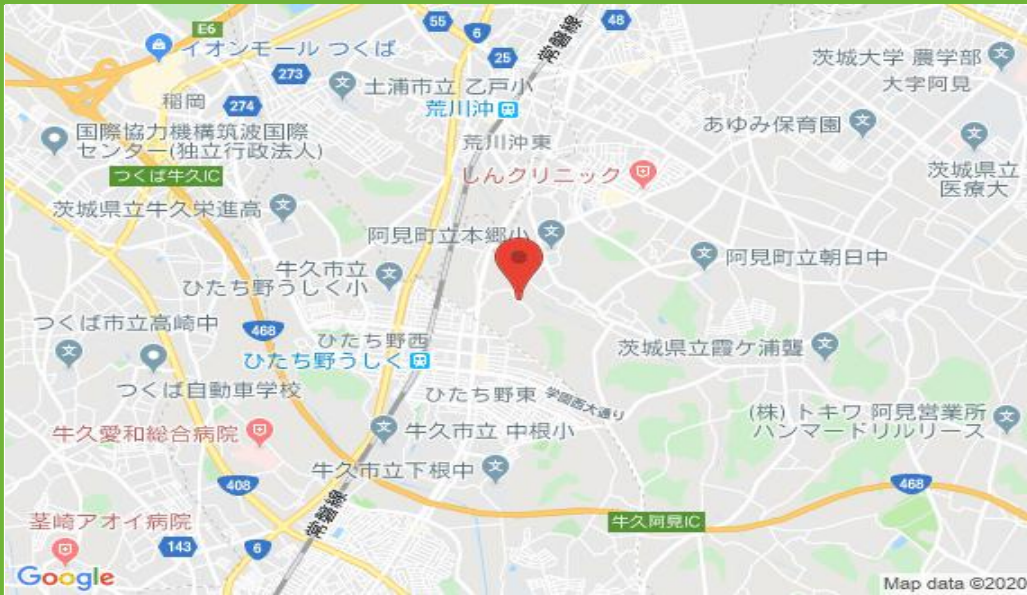 E6
55
6
常磐線
48
25
イオンモール つくば
273
茨城大学 農学部
大字阿見
土浦市立 乙戸小
荒川沖
稲岡
274
あゆみ保育園
国際協力機構筑波国際
センター(独立行政法人)
荒川沖東
茨城県立
医療大
つくば牛久IC
しんクリニック
茨城県立牛久栄進高
阿見町立本郷小
阿見町立朝日中
牛久市立
ひたち野うしく小
つくば市立高崎中
468
ひたち野西
ひたち野うしく
茨城県立霞ケ浦聾
つくば自動車学校
ひたち野東
学園西大通り
(株) トキワ 阿見営業所
ハンマードリルリース
牛久愛和総合病院
牛久市立 中根小
牛久市立下根中
408
468
茎崎アオイ病院
常磐線
牛久阿見IC
143
6
Google
Map data ©2020